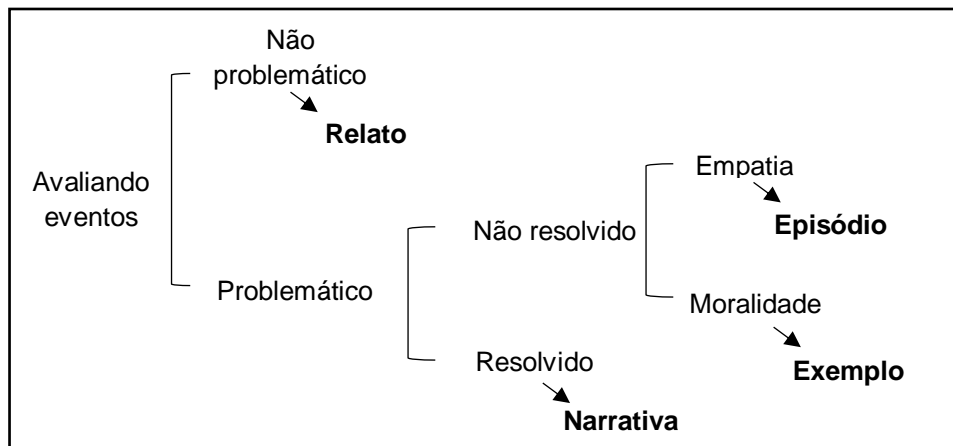 Não
problemático
Relato
Avaliando
eventos
Empatia
Episódio
Não resolvido
Problemático
Moralidade
Exemplo
Resolvido
Narrativa